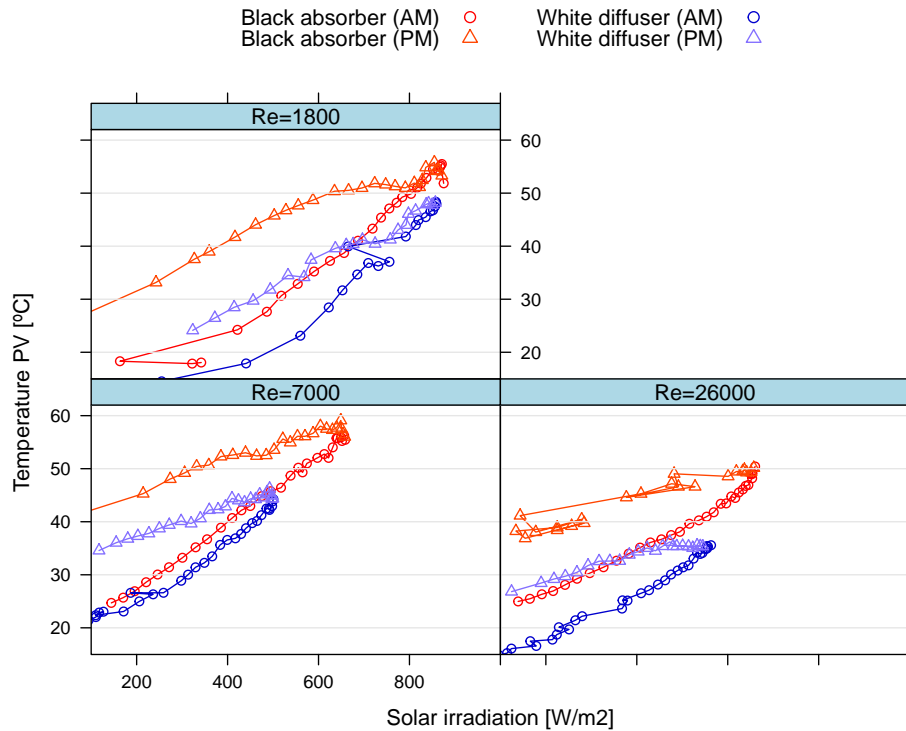 Black absorber (AM) White diffuser (AM)
Black absorber (PM) White diffuser (PM)
Re=1800
60
50
40
30
20
Re=7000 Re=26000
60
50
40
30
20
200 400 600 800
Temperature PV [ºC]
Solar irradiation [W/m2]